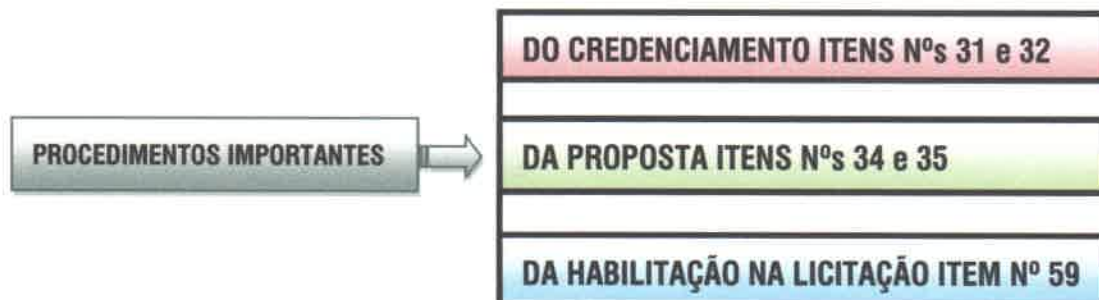 PROCEDIMENTOS IMPORTANTES
DO CREDENCIAMENTO ITENS Nºs 31 e 32
DA PROPOSTA ITENS Nºs 34 e 35
DA HABILITAÇÃO NA LICITAÇÃO ITEM Nº 59